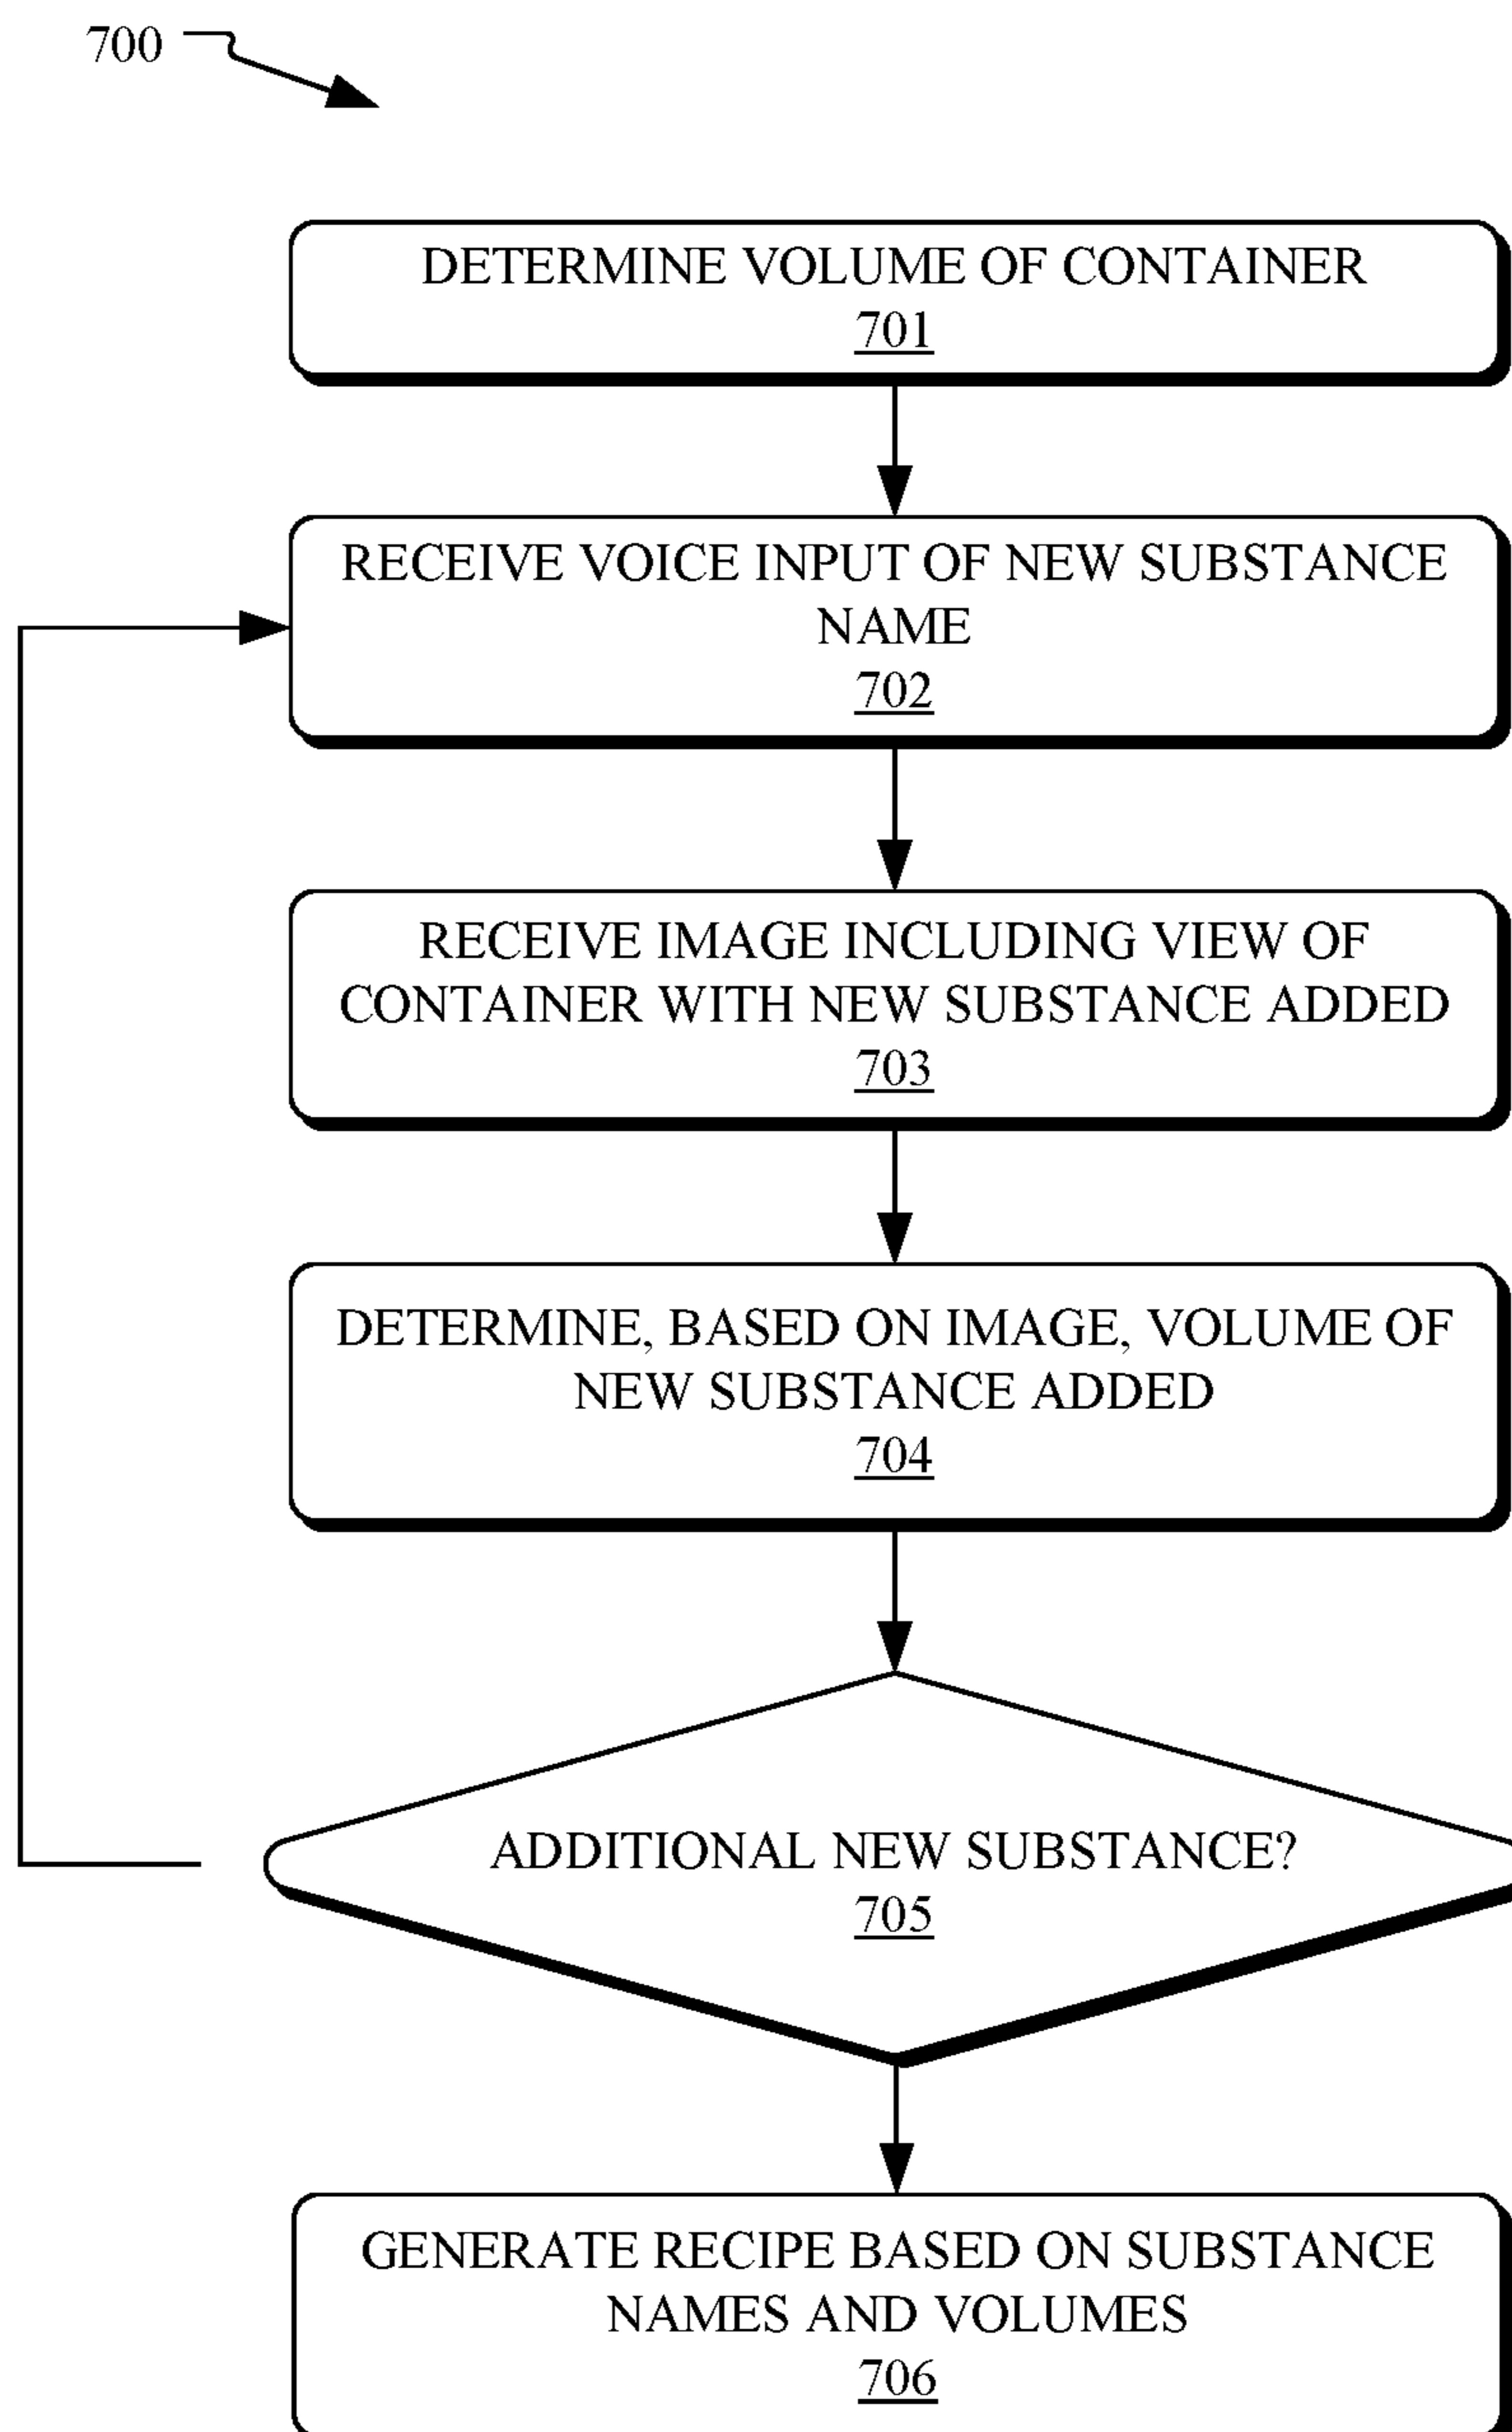 700
DETERMINE VOLUME OF CONTAINER
701
RECEIVE VOICE INPUT OF NEW SUBSTANCE
NAME
702
RECEIVE IMAGE INCLUDING VIEW OF
CONTAINER WITH NEW SUBSTANCE ADDED
703
DETERMINE, BASED ON IMAGE, VOLUME OF
NEW SUBSTANCE ADDED
704
ADDITIONAL NEW SUBSTANCE?
705
GENERATE RECIPE BASED ON SUBSTANCE
NAMES AND VOLUMES
706